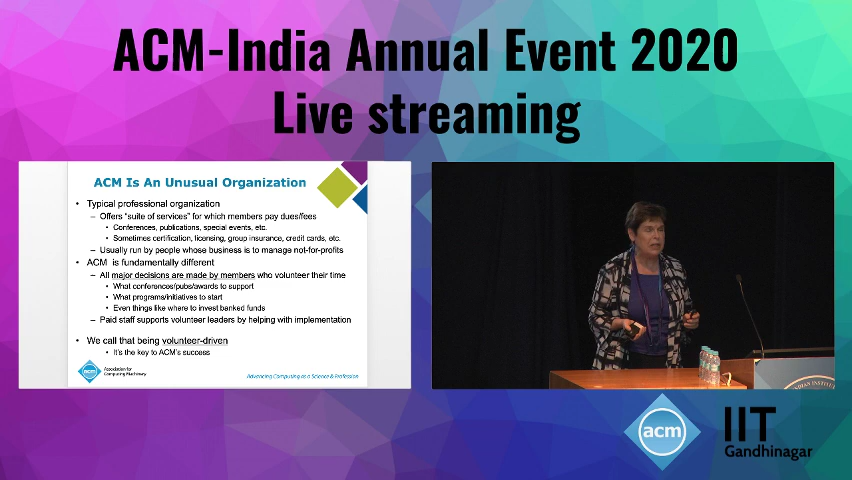 ACM-India Annual Event 2020
Live streaming
ACM Is An Unusual Organization
• Typical professional organization
– Offers "suite of services" for which members pay dues/fees
• Conferences, publications, special events, etc.
• Sometimes certification, licensing, group insurance, credit cards, etc.
– Usually run by people whose business is to manage not-for-profits
• ACM is fundamentally different
– All major decisions are made by members who volunteer their time
• What conferences/pubs/awards to support
• What programs/initiatives to start
• Even things like where to invest banked funds
– Paid staff supports volunteer leaders by helping with implementation
• We call that being volunteer-driven
• It's the key to ACM's success
acm
Association for
Computing Machinery
Advancing Computing as a Science & Profession
acm
IIT
Gandhinagar